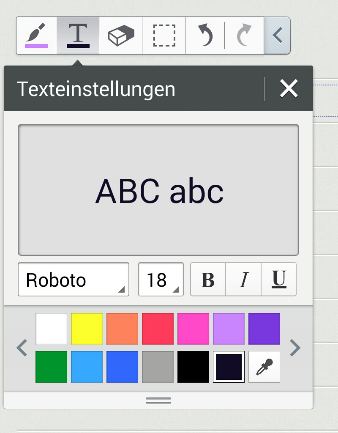 T
Texteinstellungen
ABC abc
Roboto 18 B I U